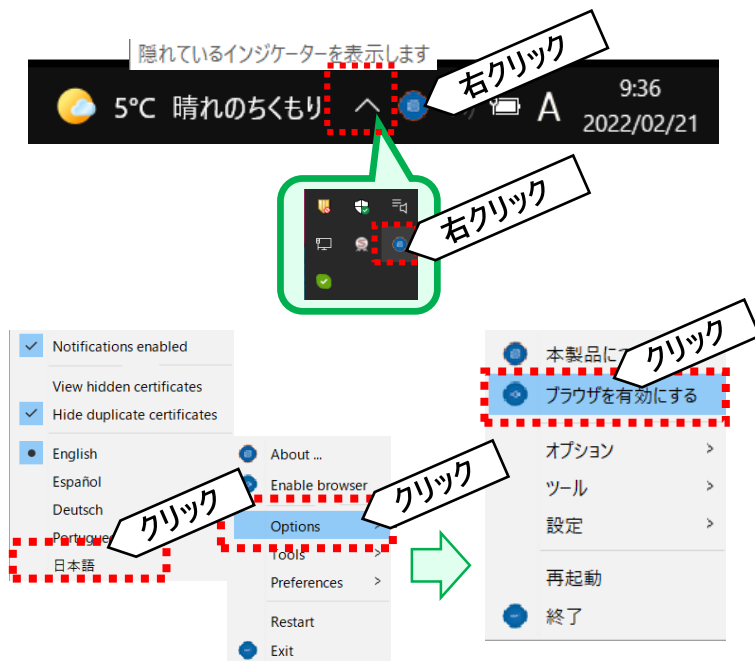 隠れているインジケーターを表示します
右クリック
5°C 晴れのちくもり
A
9:36
2022/02/21
右クリック
Notifications enabled
View hidden certificates
Hide duplicate certificates
English
Español
Deutsch
日本語
クリック
About ...
Enable browser
Options
Tools
Preferences
Restart
Exit
クリック
本製品に
ブラウザを有効にする
オプション
ツール
設定
再起動
終了
クリック